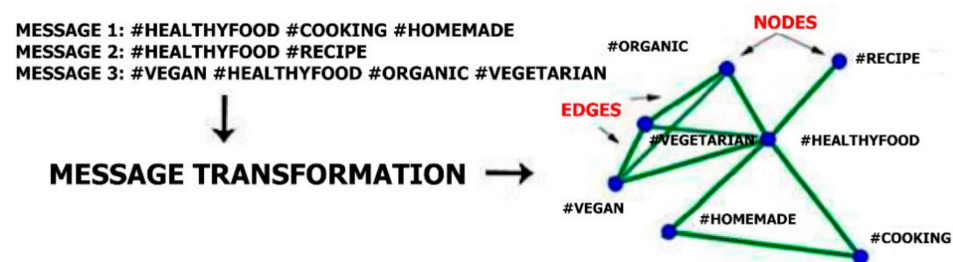 MESSAGE 1: #HEALTHYFOOD #COOKING #HOMEMADE
MESSAGE 2: #HEALTHYFOOD #RECIPE
MESSAGE 3: #VEGAN #HEALTHYFOOD #ORGANIC #VEGETARIAN
MESSAGE TRANSFORMATION
NODES
#ORGANIC
#RECIPE
EDGES
#VEGETARIAN
#HEALTHYFOOD
#VEGAN
#HOMEMADE
#COOKING